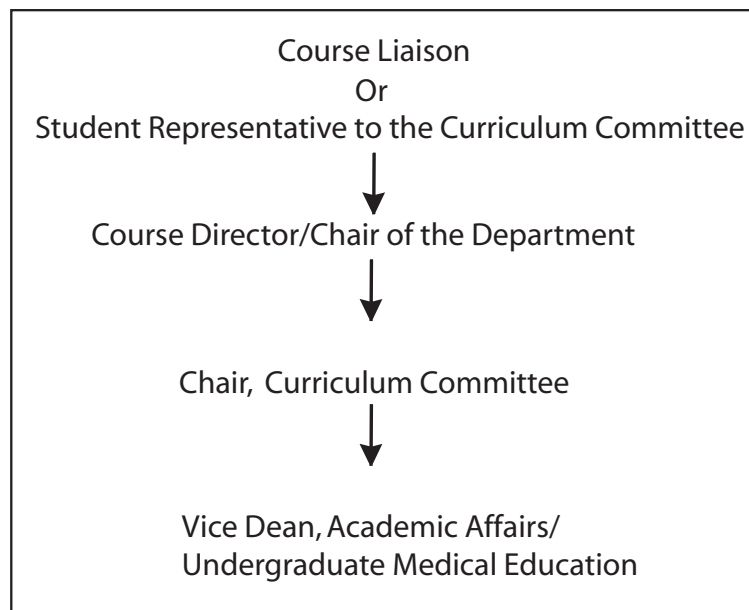 Course Liaison
Or
Student Representative to the Curriculum Committee
Course Director/Chair of the Department
Chair, Curriculum Committee
Vice Dean, Academic Affairs/
Undergraduate Medical Education